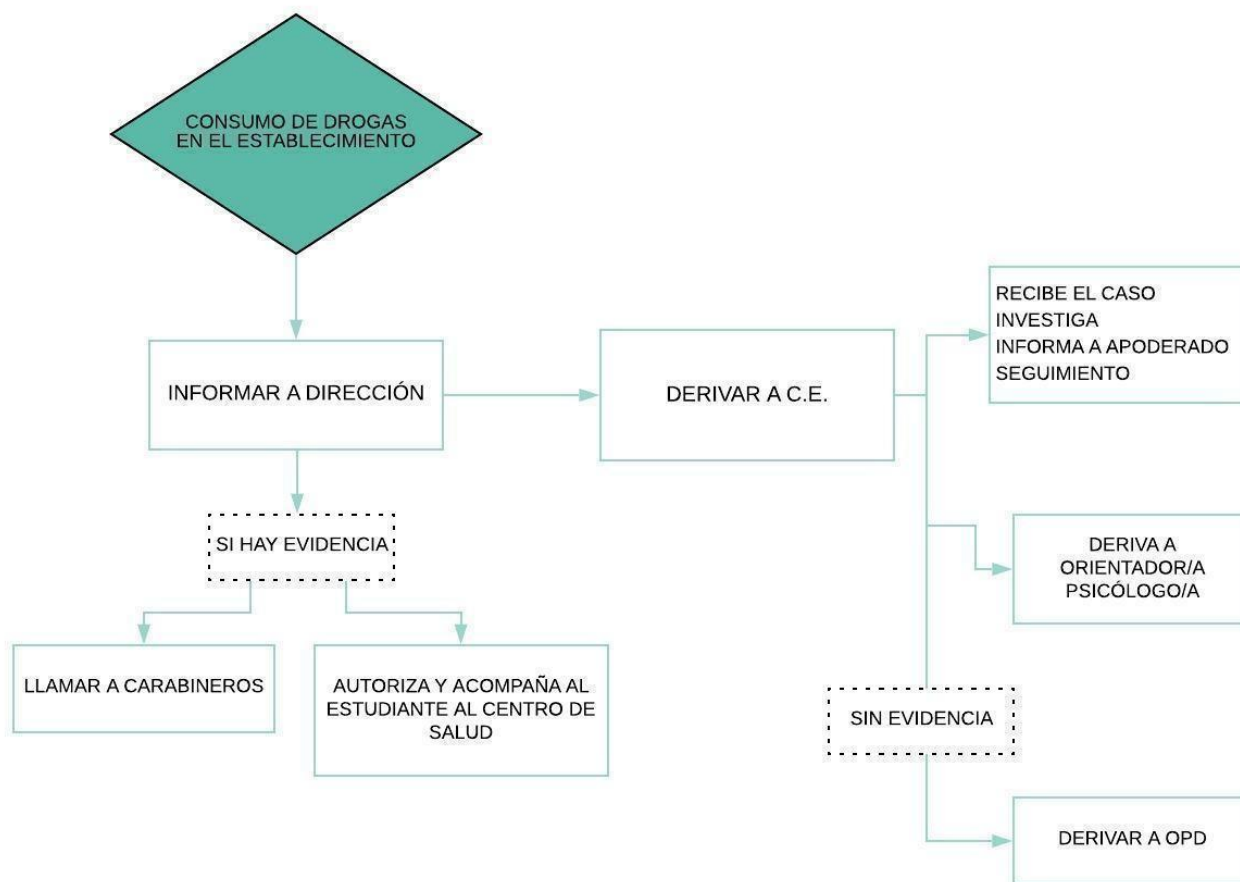 CONSUMO DE DROGAS
EN EL ESTABLECIMIENTO
INFORMAR A DIRECCIÓN
DERIVAR A C.E.
RECIBE EL CASO
INVESTIGA
INFORMA A APODERADO
SEGUIMIENTO
SI HAY EVIDENCIA
DERIVA A
ORIENTADOR/A
PSICÓLOGO/A
LLAMAR A CARABINEROS
AUTORIZA Y ACOMPAÑA AL
ESTUDIANTE AL CENTRO DE
SALUD
SIN EVIDENCIA
DERIVAR A OPD